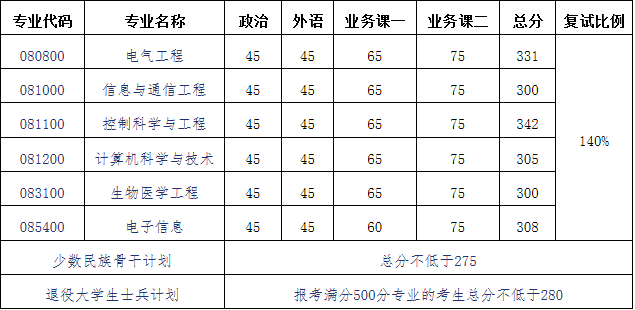 专业代码 专业名称 政治 外语 业务课一 业务课二 总分 复试比例
080800 电气工程 45 45 65 75 331
081000 信息与通信工程 45 45 65 75 300
081100 控制科学与工程 45 45 65 75 342
140%
081200 计算机科学与技术 45 45 65 75 305
083100 生物医学工程 45 45 65 75 300
085400 电子信息 45 45 60 75 308
少数民族骨干计划 总分不低于275
退役大学生士兵计划 报考满分500分专业的考生总分不低于280